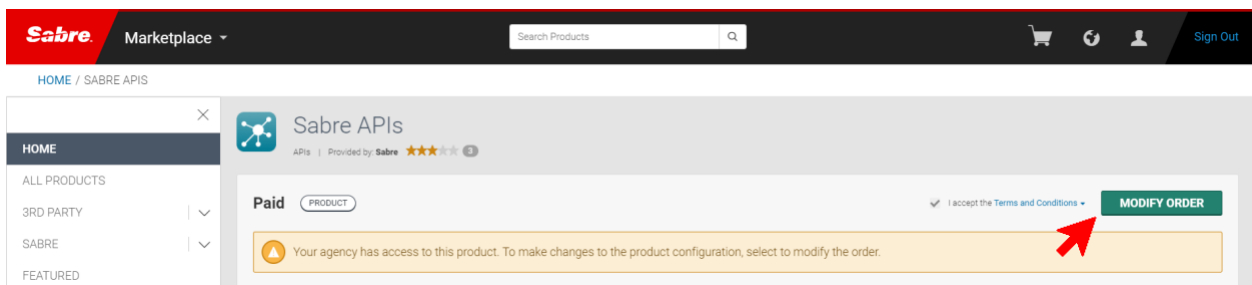 Sabre. Marketplace Search Products Sign Out
HOME / SABRE APIS
Sabre APIs
APIs | Provided by: Sabre 3
HOME
ALL PRODUCTS
3RD PARTY
SABRE
FEATURED
Paid PRODUCT I accept the Terms and Conditions MODIFY ORDER
Your agency has access to this product. To make changes to the product configuration, select to modify the order.